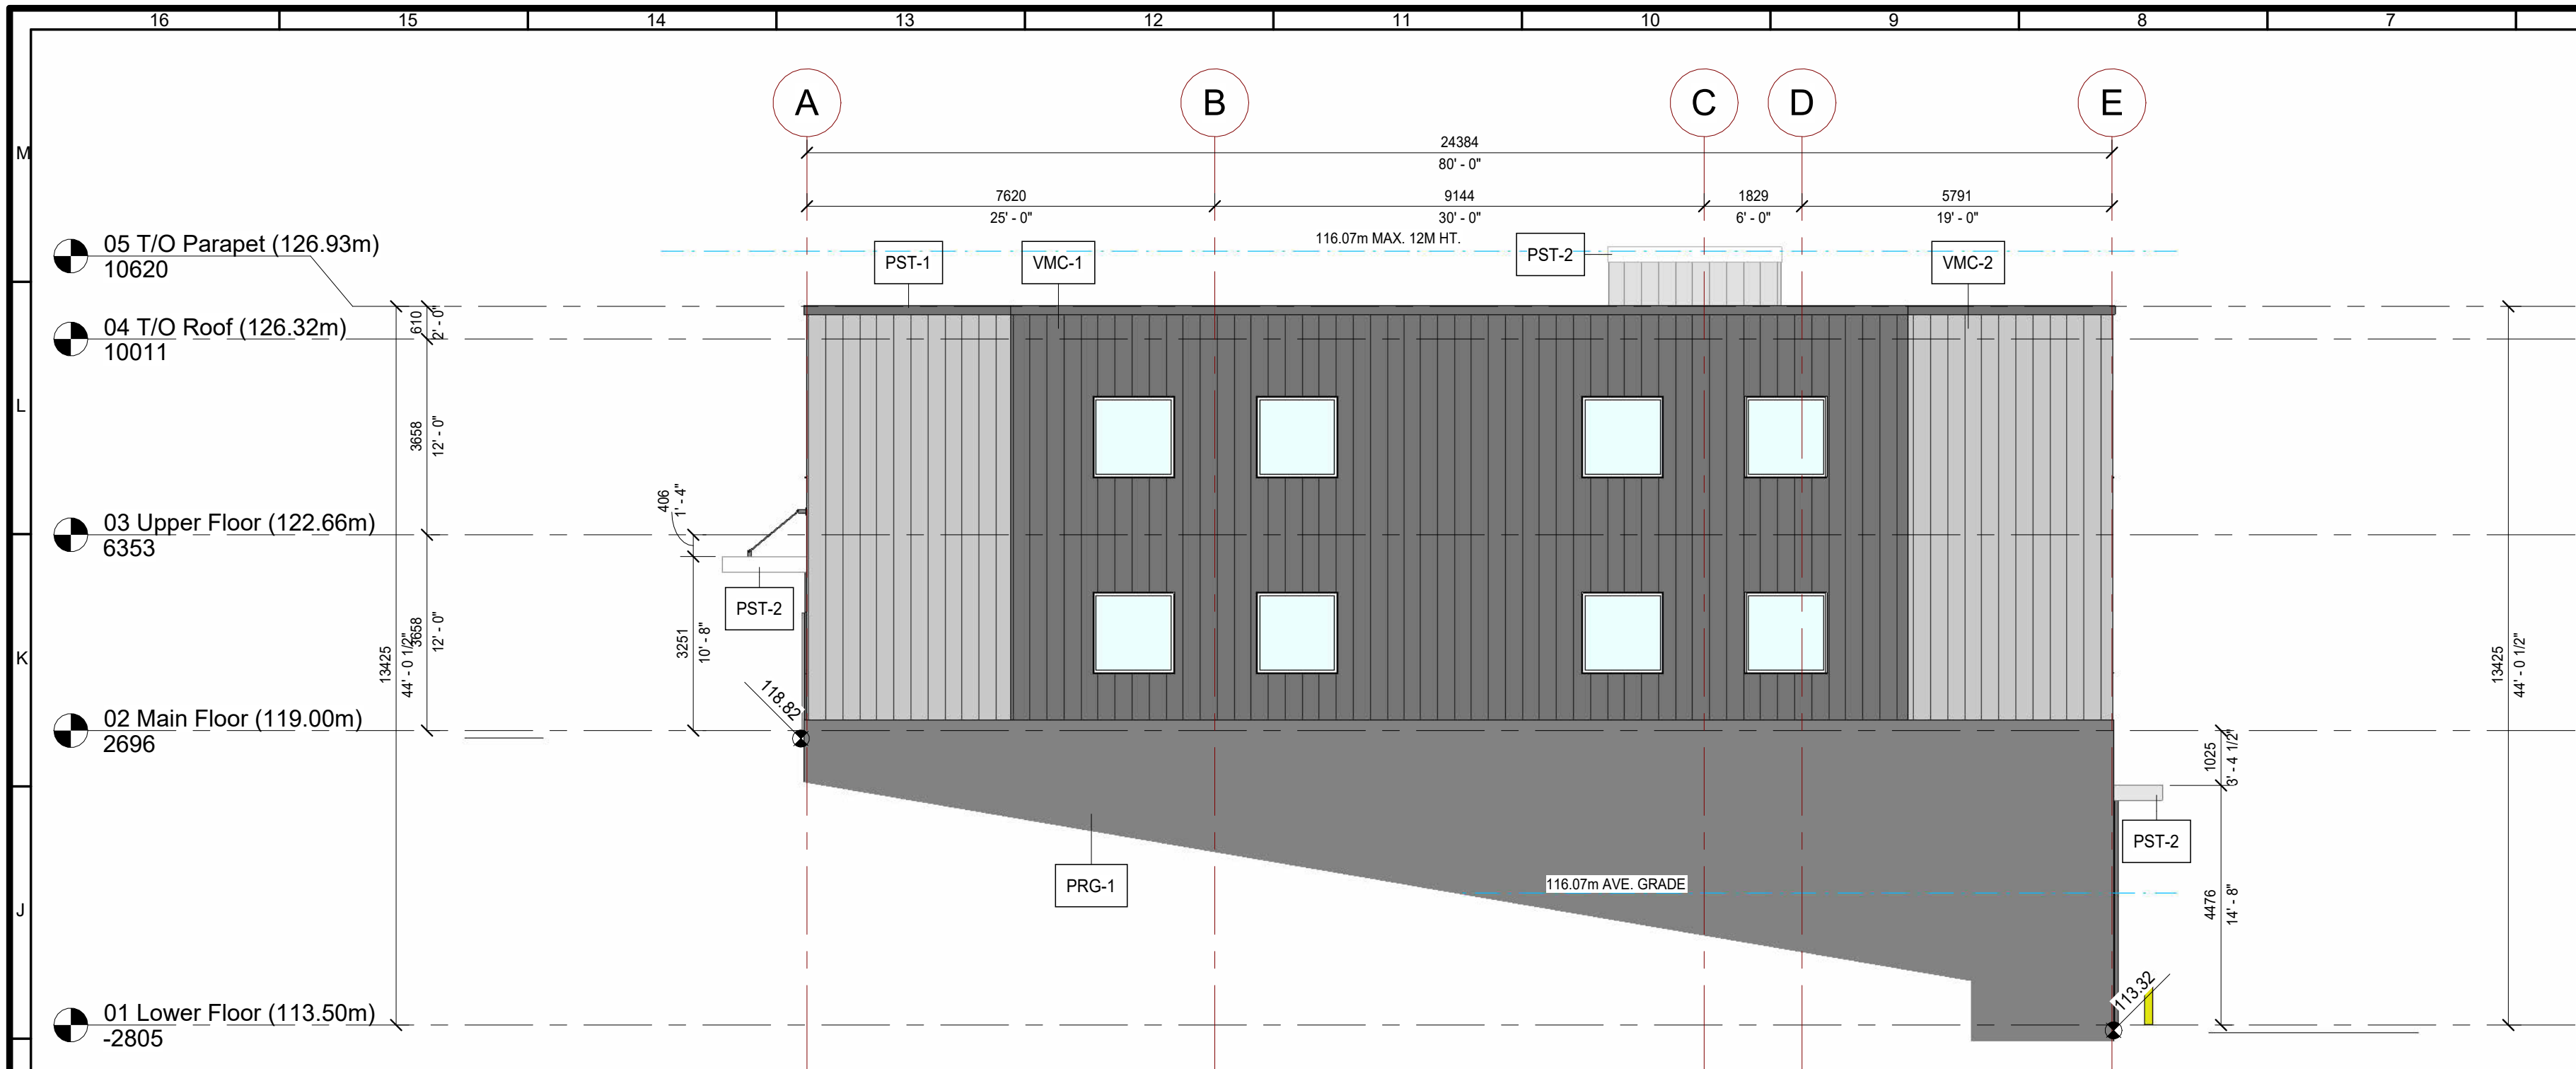 16 15 14 13 12 11 10 9 8 7
M
L
K
J
A B C D E
24384
80' - 0"
7620 9144 1829 5791
25' - 0" 30' - 0" 6' - 0" 19' - 0"
116.07m MAX. 12M HT.
PST-1
VMC-1
PST-2
VMC-2
05 T/O Parapet (126.93m)
10620
04 T/O Roof (126.32m)
10011
03 Upper Floor (122.66m)
6353
02 Main Floor (119.00m)
2696
01 Lower Floor (113.50m)
-2805
610
2' - 0"
3658
12' - 0"
3658
12' - 0"
13425
44' - 0 1/2"
406
1' - 4"
3251
10' - 8"
PST-2
118.82
PRG-1
116.07m AVE. GRADE
113.32
PST-2
1025
3' - 4 1/2"
4476
14' - 8"
13425
44' - 0 1/2"